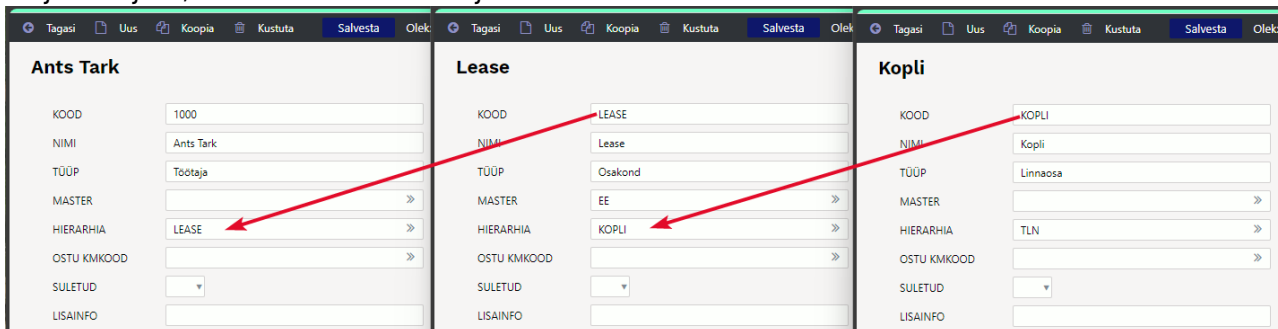 Tagasi Uus Koopia Kustuta Salvesta
Ants Tark
KOOD 1000
NIMI Ants Tark
TÜÜP Töötaja
MASTER
HIERARHIA LEASE
OSTU KMKOOD
SULETUD
LISAINFO
Tagasi Uus Koopia Kustuta Salvesta
Lease
KOOD LEASE
NIMI Lease
TÜÜP Osakond
MASTER EE
HIERARHIA KOPLI
OSTU KMKOOD
SULETUD
LISAINFO
Tagasi Uus Koopia Kustuta Salvesta
Kopli
KOOD KOPLI
NIMI Kopli
TÜÜP Linnaosa
MASTER
HIERARHIA TLN
OSTU KMKOOD
SULETUD
LISAINFO